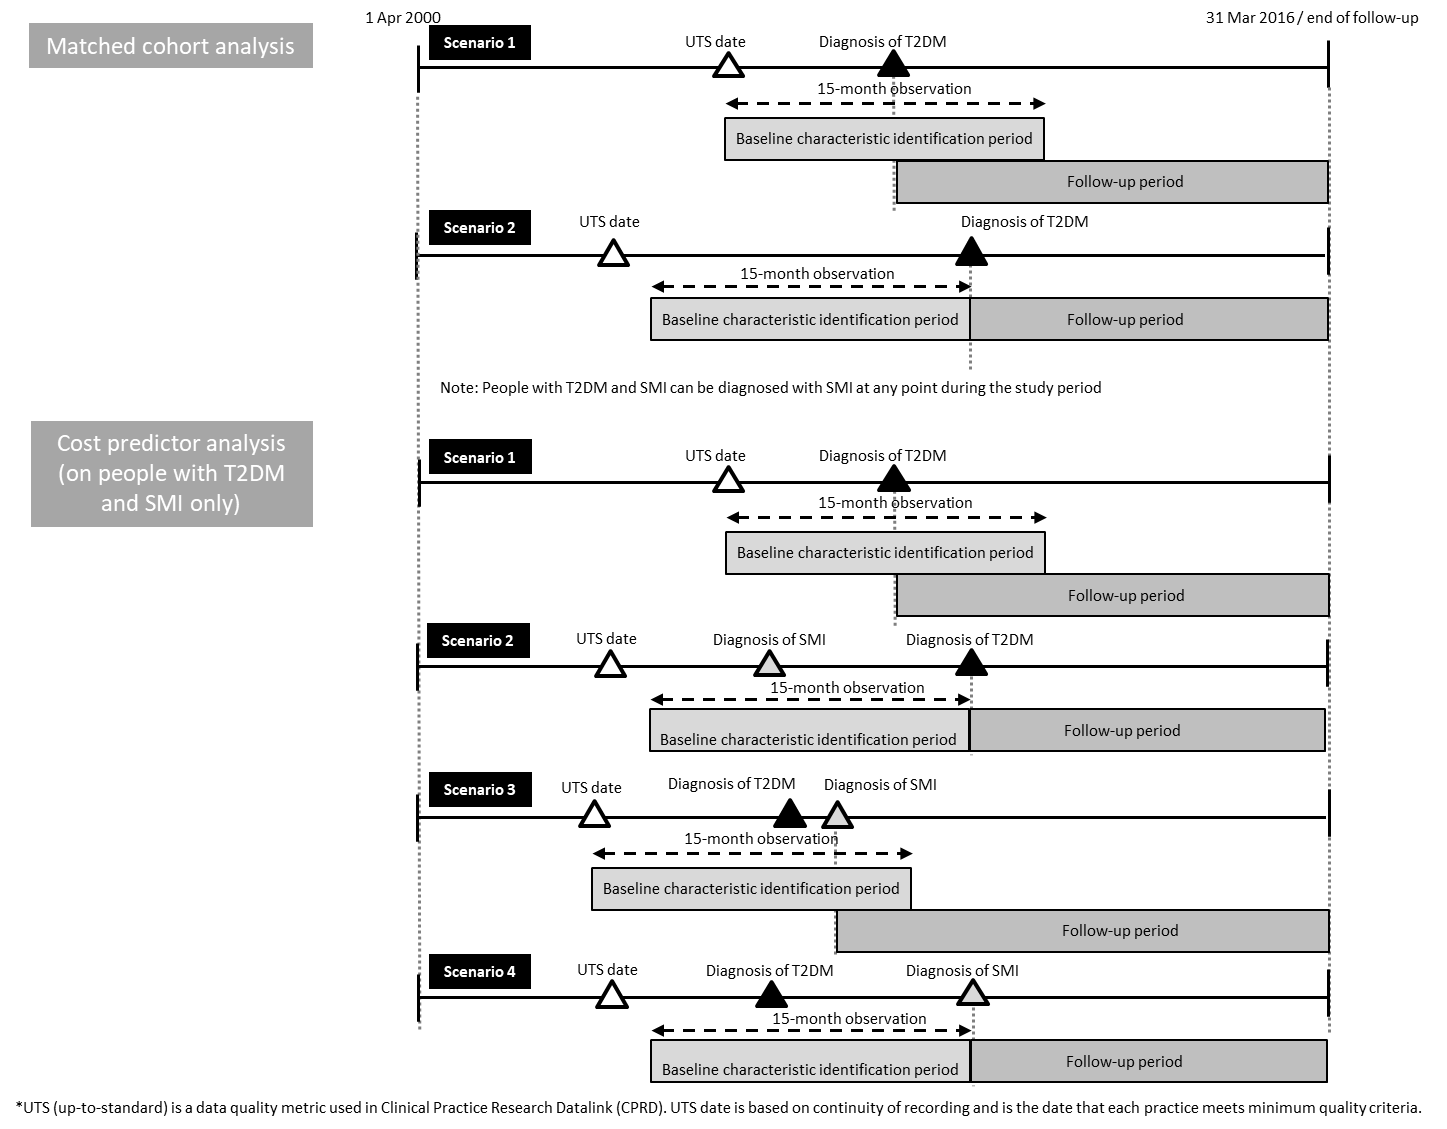 1 Apr 2000
31 Mar 2016 / end of follow-up
Matched cohort analysis
Scenario 1
UTS date
Diagnosis of T2DM
15-month observation
Baseline characteristic identification period
Follow-up period
Scenario 2
UTS date
Diagnosis of T2DM
15-month observation
Baseline characteristic identification period
Follow-up period
Note: People with T2DM and SMI can be diagnosed with SMI at any point during the study period
Cost predictor analysis
(on people with T2DM
and SMI only)
Scenario 1
UTS date
Diagnosis of T2DM
15-month observation
Baseline characteristic identification period
Follow-up period
Scenario 2
UTS date
Diagnosis of SMI
Diagnosis of T2DM
15-month observation
Baseline characteristic identification period
Follow-up period
Scenario 3
UTS date
Diagnosis of T2DM
Diagnosis of SMI
15-month observation
Baseline characteristic identification period
Follow-up period
Scenario 4
UTS date
Diagnosis of T2DM
Diagnosis of SMI
15-month observation
Baseline characteristic identification period
Follow-up period
*UTS (up-to-standard) is a data quality metric used in Clinical Practice Research Datalink (CPRD). UTS date is based on continuity of recording and is the date that each practice meets minimum quality criteria.